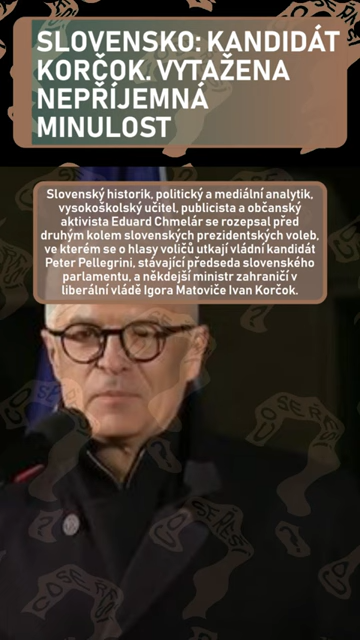 SLOVENSKO: KANDIDÁT
KORČOK. VYTAŽENA
NEPŘÍJEMNÁ
MINULOST
Slovenský historik, politický a mediální analytik,
vysokoškolský učitel, publicista a občanský
aktivista Eduard Chmelár se rozepsal před
druhým kolem slovenských prezidentských voleb,
ve kterém se o hlasy voličů utkají vládní kandidát
Peter Pellegrini, stávající předseda slovenského
parlamentu, a někdejší ministr zahraničí v
liberální vládě Igora Matoviče Ivan Korčok.